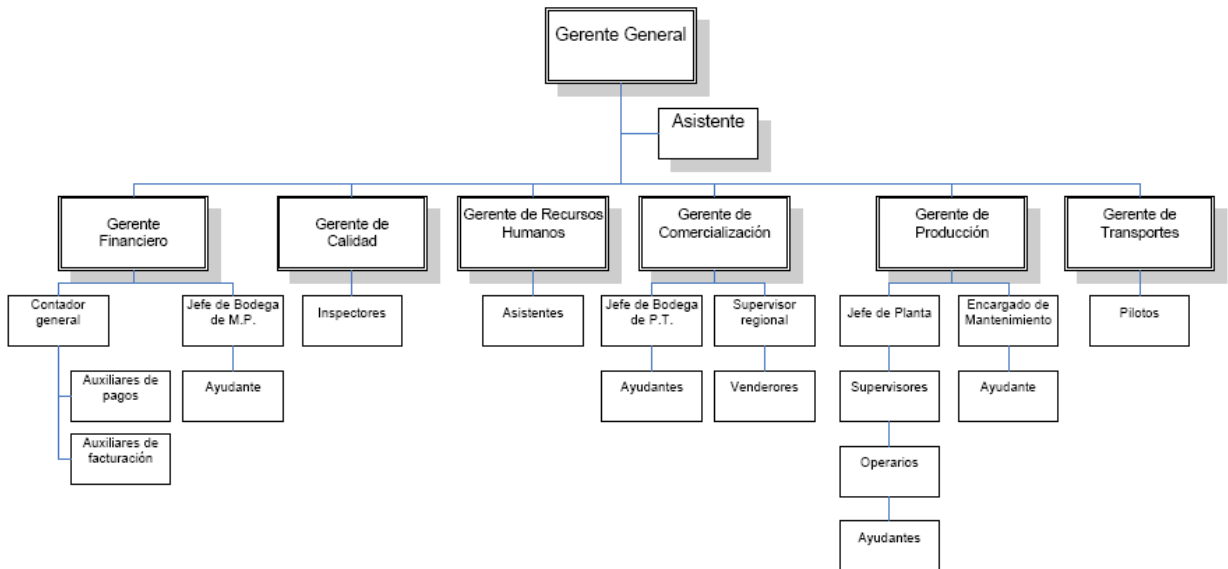 Gerente General
Asistente
Gerente
Financiero
Gerente de
Calidad
Gerente de Recursos
Humanos
Gerente de
Comercialización
Gerente de
Producción
Gerente de
Transportes
Contador
general
Jefe de Bodega
de M.P.
Inspectores
Asistentes
Jefe de Bodega
de P.T.
Supervisor
regional
Jefe de Planta
Encargado de
Mantenimiento
Pilotos
Auxiliares de
pagos
Ayudante
Ayudantes
Venderores
Supervisores
Ayudante
Auxiliares de
facturación
Operarios
Ayudantes